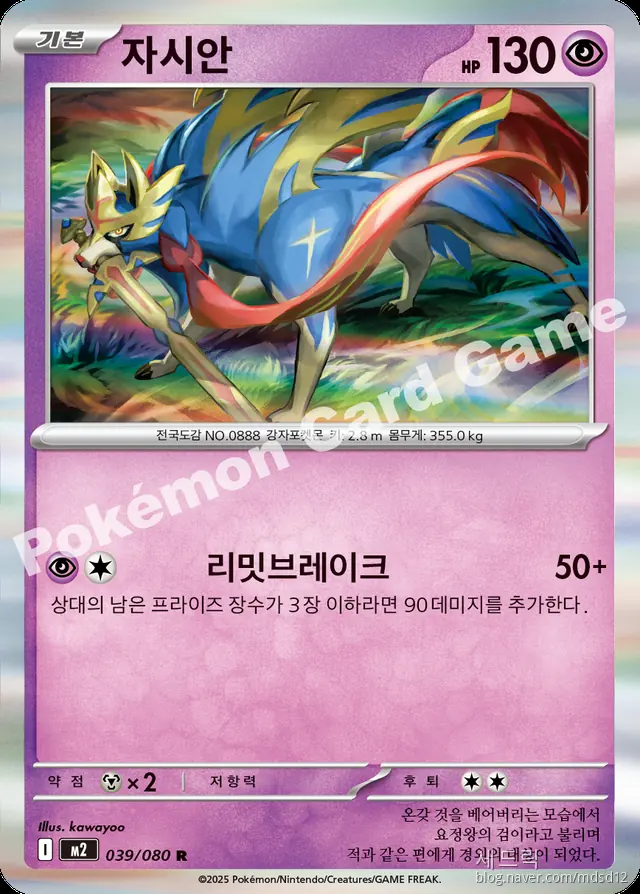 기본 자시안 HP 130
전국도감 NO.0888 강자포켓몬 키: 2.8 m 몸무게: 355.0 kg
Pokémon Card Game
리밋브레이크 50+
상대의 남은 프라이즈 장수가 3장 이하라면 90데미지를 추가한다.
약점 ×2 저항력 후퇴
온갖 것을 베어버리는 모습에서
요정왕의 검이라고 불리며
적과 같은 편에게 경외의 대상이 되었다.
Illus. kawayoo
I M2 039/080 R
세드릭
blog.naver.com/mdsd12
©2025 Pokémon/Nintendo/Creatures/GAME FREAK.